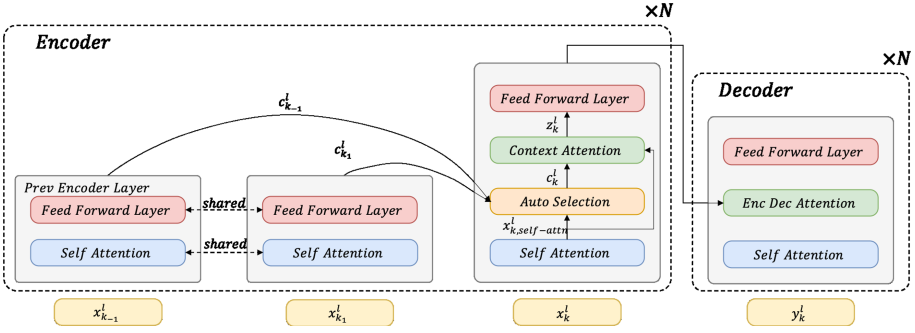 ×N
Encoder
×N
Decoder
c^l_{k-1}
c^l_{k_1}
Feed Forward Layer
z^l_k
Context Attention
c^l_k
Auto Selection
x^l_{k,self-attn}
Self Attention
Prev Encoder Layer
Feed Forward Layer
shared
Feed Forward Layer
Self Attention
shared
Self Attention
Feed Forward Layer
Enc Dec Attention
Self Attention
x^l_{k-1}
x^l_{k_1}
x^l_k
y^l_k